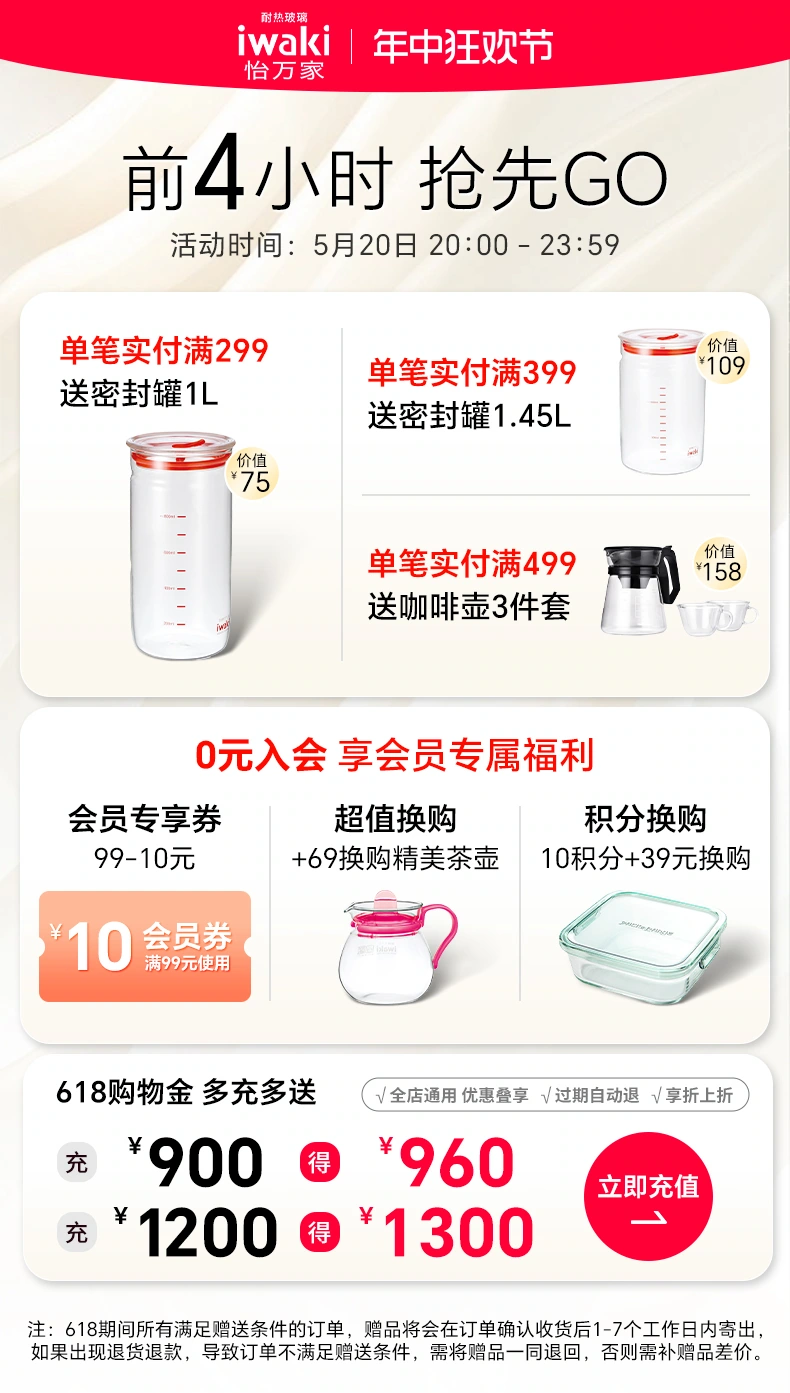 耐热玻璃
iwaki
怡万家
年中狂欢节
前4小时 抢先GO
活动时间：5月20日 20:00 - 23:59
单笔实付满299
送密封罐1L
价值
¥75
iwaki
单笔实付满399
送密封罐1.45L
价值
¥109
iwaki
单笔实付满499
送咖啡壶3件套
价值
¥158
0元入会 享会员专属福利
会员专享券
99-10元
¥10 会员券
满99元使用
超值换购
+69换购精美茶壶
iwaki
积分换购
10积分+39元换购
618购物金 多充多送
√全店通用 优惠叠享 √过期自动退 √享折上折
充 ¥900 得 ¥960
充 ¥1200 得 ¥1300
立即充值
注：618期间所有满足赠送条件的订单，赠品将会在订单确认收货后1-7个工作日内寄出，
如果出现退货退款，导致订单不满足赠送条件，需将赠品一同退回，否则需补赠品差价。